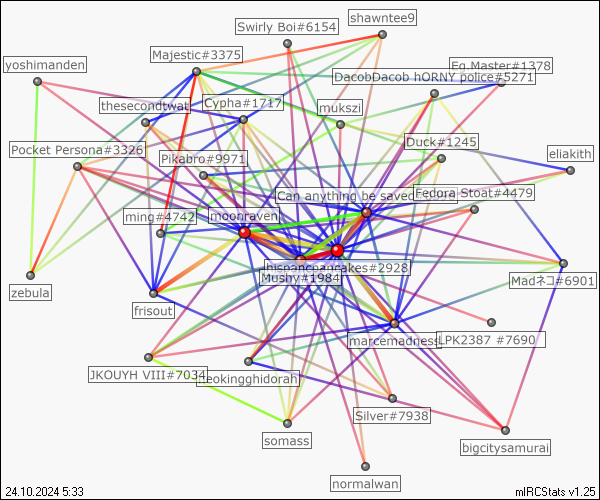 shawntee9
Swirly Boi#6154
Majestic#3375
yoshimanden
Eg.Master#1378
DacobDacob hORNY police#5271
thesecondtwat
Cypha#1717
mukszi
Duck#1245
Pocket Persona#3326
Pikabro#9971
eliakith
Can anything be saved
Fedora Stoat#4479
ming#4742
moonraven
hispanicpancakes#2928
Mushy#1984
Madネコ#6901
zebula
frisout
marcemadness
LPK2387 #7690
JKOUYH VIII#7034
neokingghidorah
Silver#7938
somass
bigcitysamurai
normalwan
24.10.2024 5:33
mIRCStats v1.25